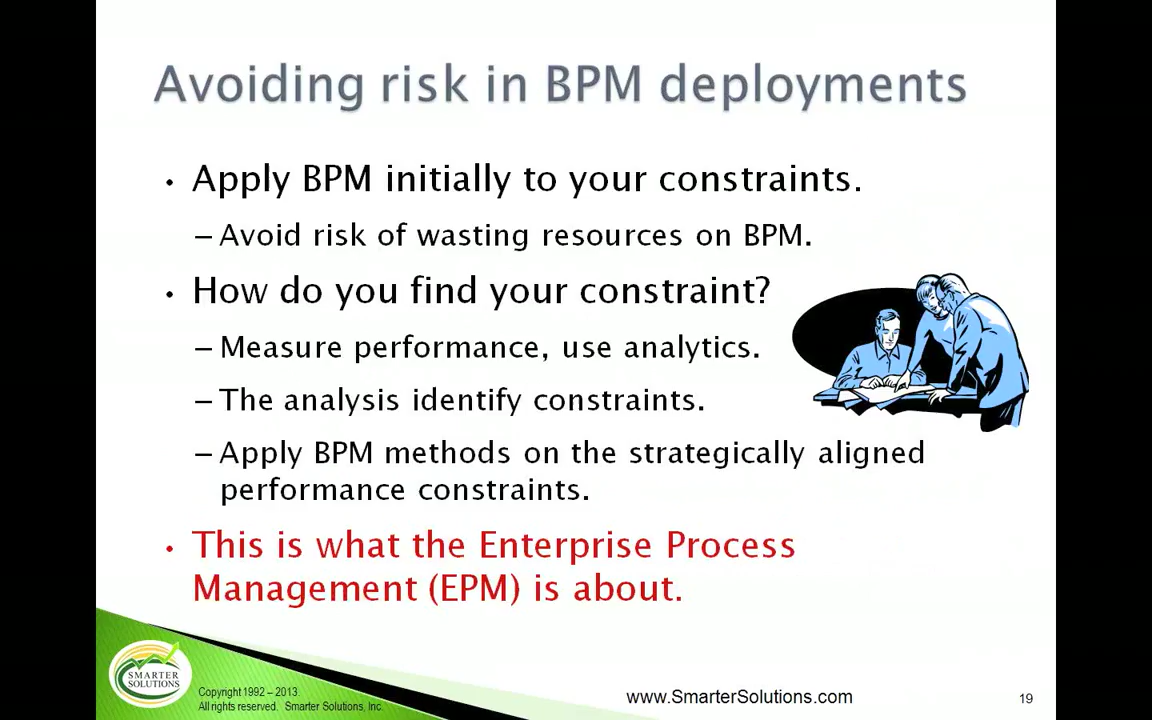 Avoiding risk in BPM deployments
• Apply BPM initially to your constraints.
– Avoid risk of wasting resources on BPM.
• How do you find your constraint?
– Measure performance, use analytics.
– The analysis identify constraints.
– Apply BPM methods on the strategically aligned
performance constraints.
• This is what the Enterprise Process
Management (EPM) is about.
SMARTER
SOLUTIONS
Copyright 1992 – 2013.
All rights reserved. Smarter Solutions, Inc.
www.SmarterSolutions.com
19